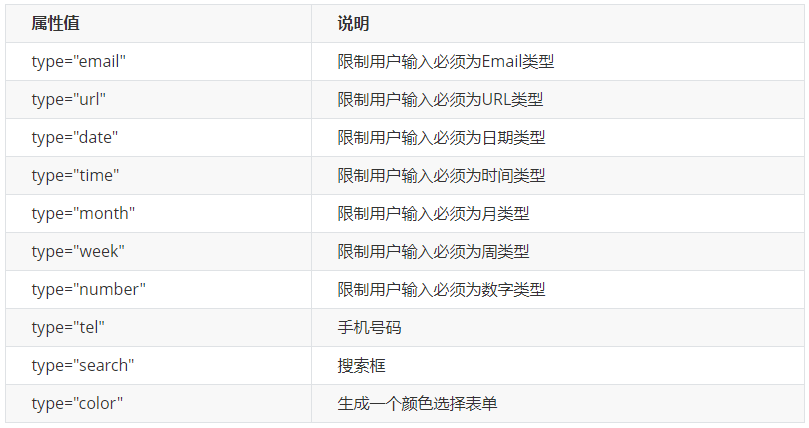 属性值 说明
type="email" 限制用户输入必须为Email类型
type="url" 限制用户输入必须为URL类型
type="date" 限制用户输入必须为日期类型
type="time" 限制用户输入必须为时间类型
type="month" 限制用户输入必须为月类型
type="week" 限制用户输入必须为周类型
type="number" 限制用户输入必须为数字类型
type="tel" 手机号码
type="search" 搜索框
type="color" 生成一个颜色选择表单